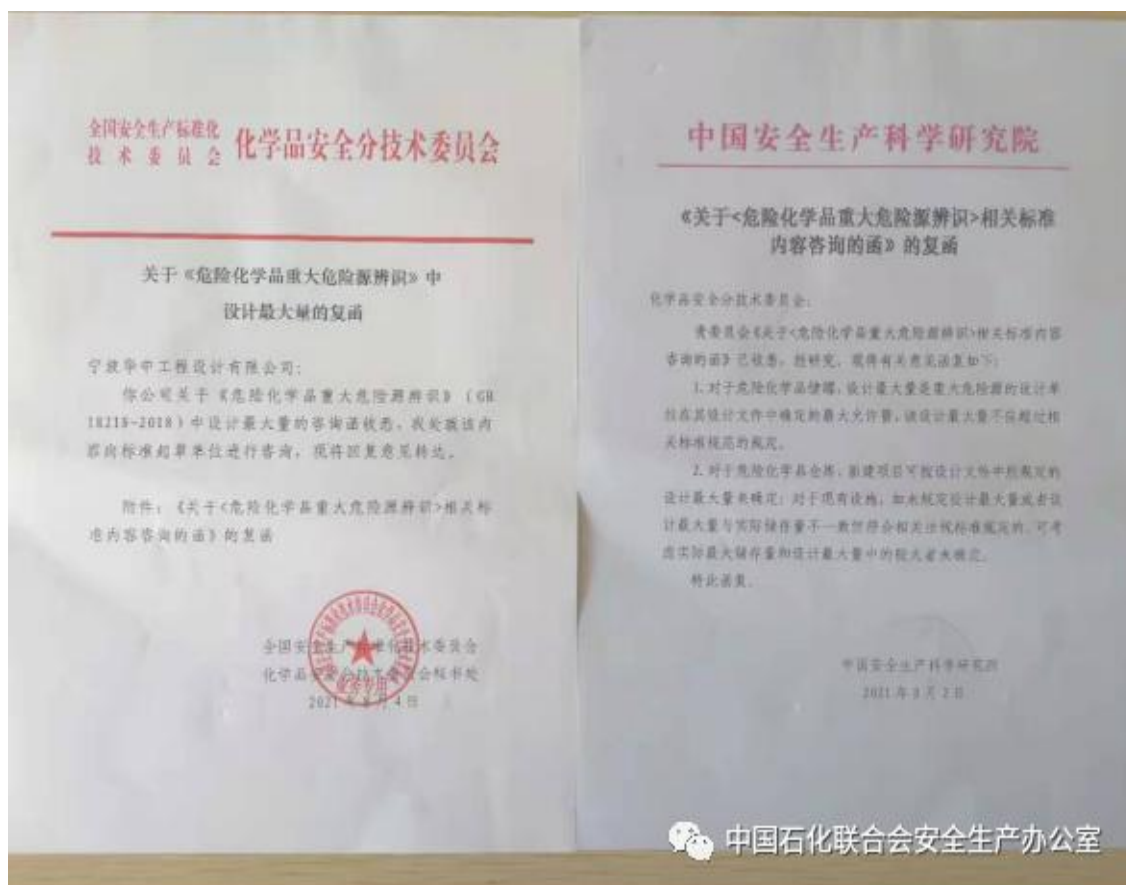 全国安全生产标准化
技术委员会
化学品安全分技术委员会
关于《危险化学品重大危险源辨识》中
设计最大量的复函
宁波华中工程设计有限公司：
你公司关于《危险化学品重大危险源辨识》（GB
18218-2018）中设计最大量的咨询函收悉，我处就该内
容向标准起草单位进行咨询，现将回复意见转达。
附件：《关于<危险化学品重大危险源辨识>相关标
准内容咨询的函》的复函
全国安全生产标准化技术委员会
化学品安全分技术委员会秘书处
2021年8月4日
中国安全生产科学研究院
《关于<危险化学品重大危险源辨识>相关标准
内容咨询的函》的复函
化学品安全分技术委员会：
贵委员会《关于<危险化学品重大危险源辨识>相关标准内容
咨询的函》已收悉，经研究，现将有关意见函复如下：
1.对于危险化学品储罐，设计最大量是重大危险源的设计单
位在其设计文件中确定的最大允许量，该设计最大量不应超过相
关标准规范的规定。
2.对于危险化学品仓库，新建项目可按设计文件中所规定的
设计最大量来确定；对于现有设施，如未规定设计最大量或者设
计最大量与实际储存量不一致但符合相关法规标准规定的，可考
虑实际最大储存量和设计最大量中的较大者来确定。
特此函复。
中国安全生产科学研究院
2021年8月2日
中国石化联合会安全生产办公室